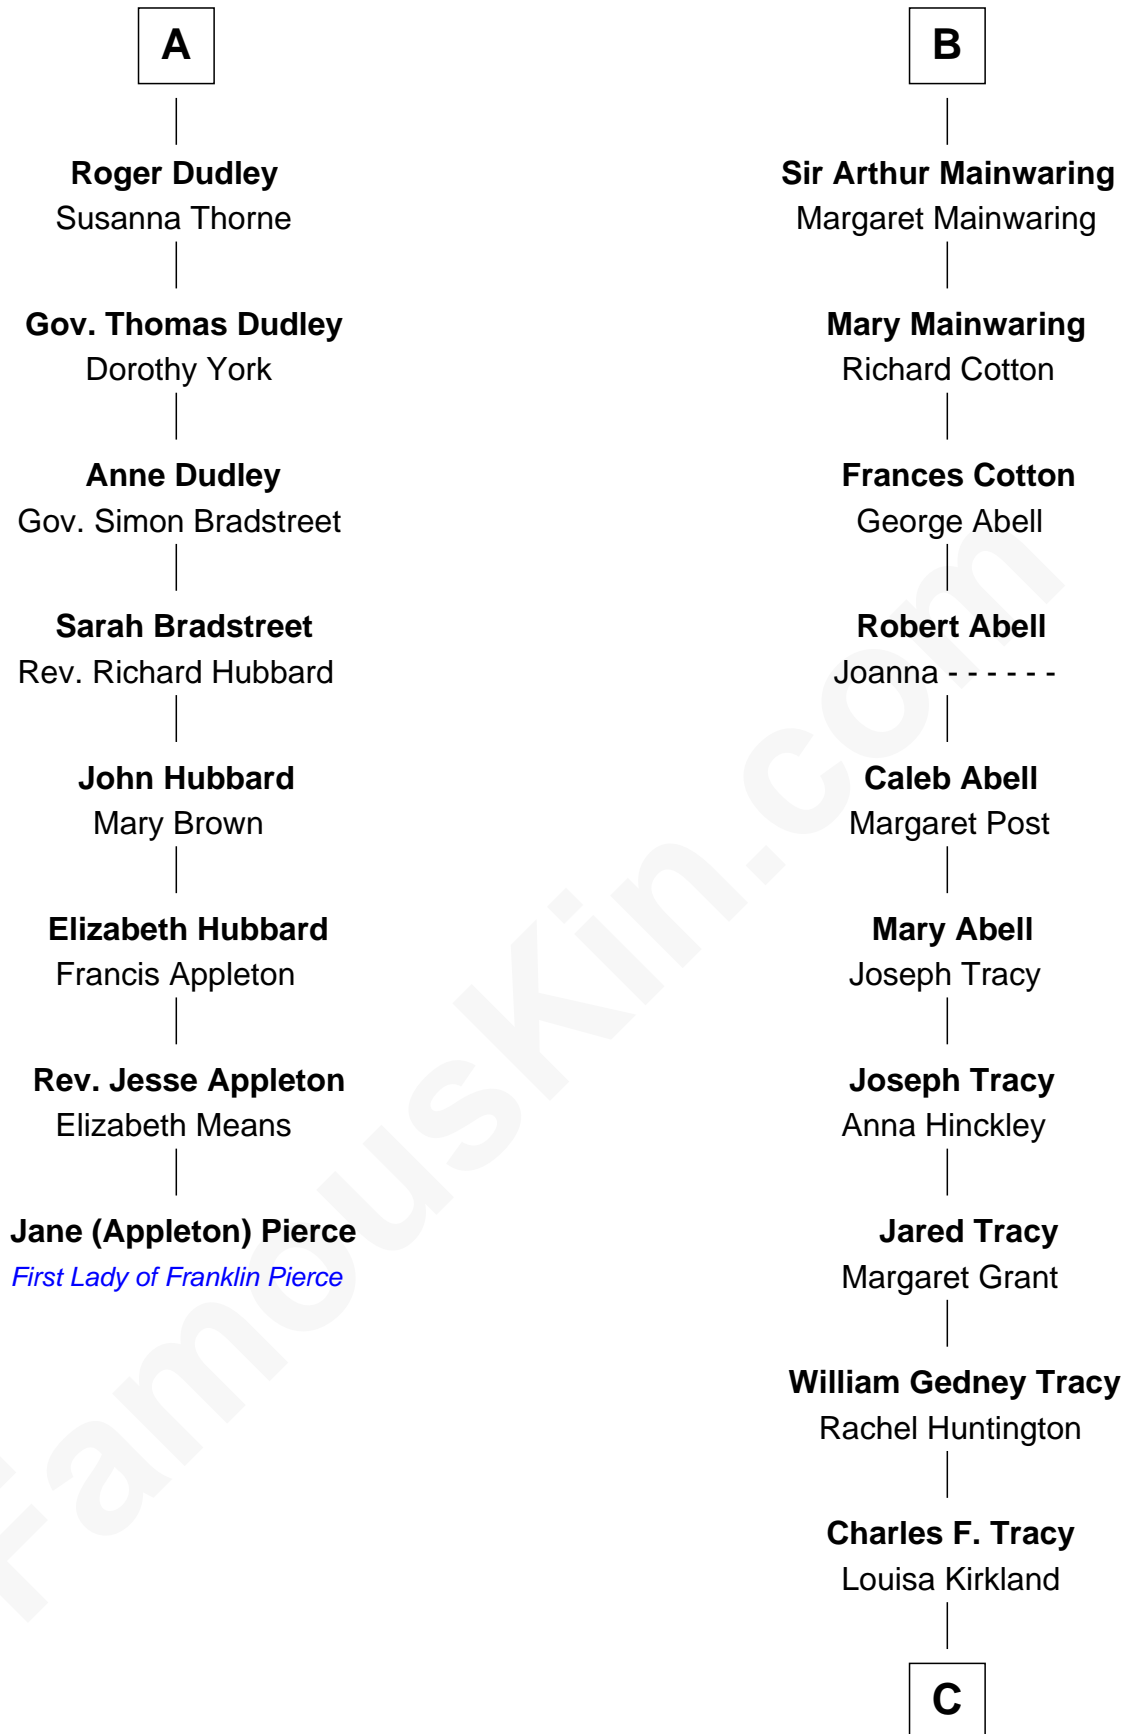 A
Roger Dudley
Susanna Thorne
Gov. Thomas Dudley
Dorothy York
Anne Dudley
Gov. Simon Bradstreet
Sarah Bradstreet
Rev. Richard Hubbard
John Hubbard
Mary Brown
Elizabeth Hubbard
Francis Appleton
Rev. Jesse Appleton
Elizabeth Means
Jane (Appleton) Pierce
First Lady of Franklin Pierce
B
Sir Arthur Mainwaring
Margaret Mainwaring
Mary Mainwaring
Richard Cotton
Frances Cotton
George Abell
Robert Abell
Joanna - - - - - -
Caleb Abell
Margaret Post
Mary Abell
Joseph Tracy
Joseph Tracy
Anna Hinckley
Jared Tracy
Margaret Grant
William Gedney Tracy
Rachel Huntington
Charles F. Tracy
Louisa Kirkland
C
FamousKin.com